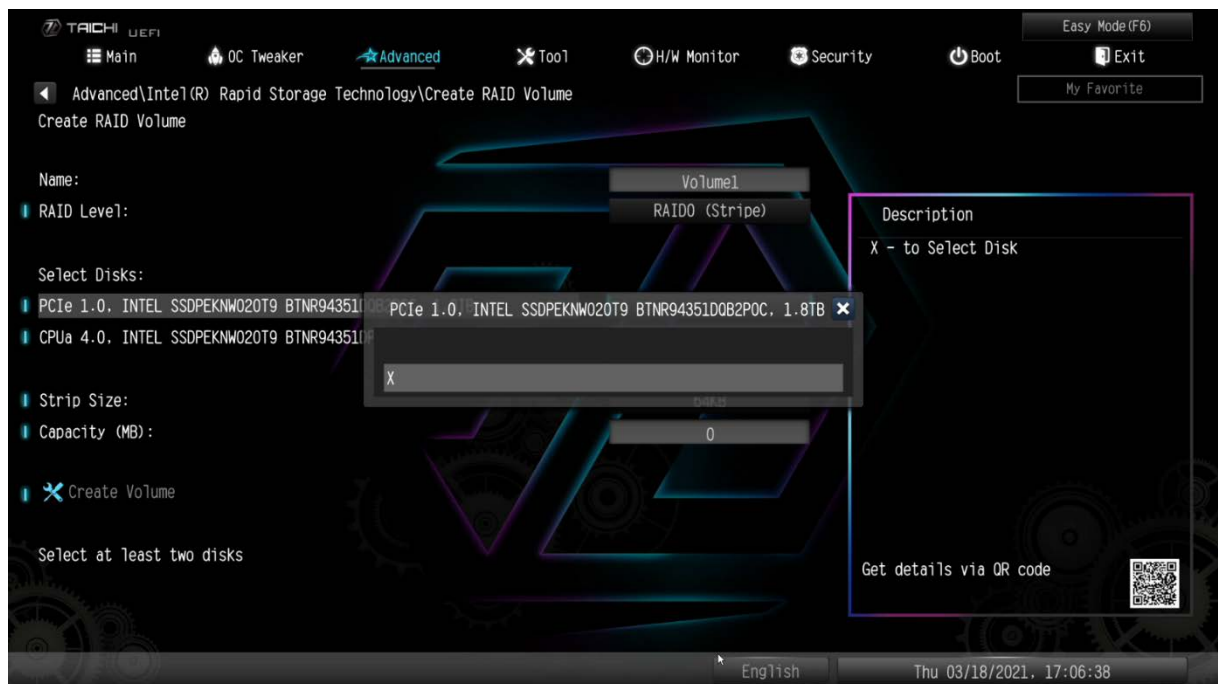 TAICHI UEFI
Easy Mode(F6)
Main OC Tweaker Advanced Tool H/W Monitor Security Boot Exit
Advanced\Intel(R) Rapid Storage Technology\Create RAID Volume
My Favorite
Create RAID Volume
Name: Volume1
RAID Level: RAID0 (Stripe)
Description
X - to Select Disk
Select Disks:
PCIe 1.0, INTEL SSDPEKNW020T9 BTNR94351
PCIe 1.0, INTEL SSDPEKNW020T9 BTNR94351DQB2P0C, 1.8TB
CPUa 4.0, INTEL SSDPEKNW020T9 BTNR94351
X
Strip Size: 64KB
Capacity (MB): 0
Create Volume
Select at least two disks
Get details via QR code
English
Thu 03/18/2021, 17:06:38